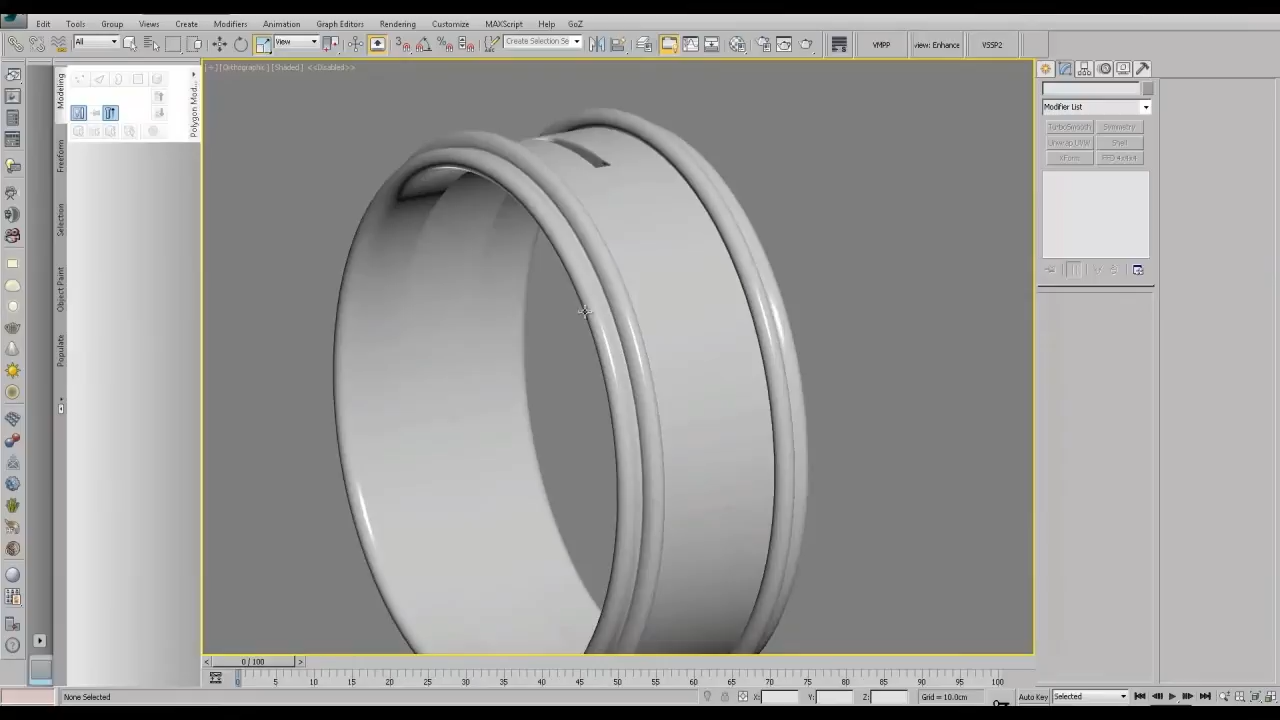 Edit Tools Group Views Create Modifiers Animation Graph Editors Rendering Customize MAXScript Help GoZ
All View Create Selection Se VMPP view: Enhance VSSP2
[+][Orthographic][Shaded] <<Disabled>>
Modeling
Freeform
Selection
Object Paint
Populate
Polygon Mod...
Modifier List
TurboSmooth Symmetry
Unwrap UVW Shell
XForm FFD 4x4x4
0 / 100
5 10 15 20 25 30 35 40 45 50 55 60 65 70 75 80 85 90 95 100
None Selected X: Y: Z: Grid = 10.0cm Auto Key Selected